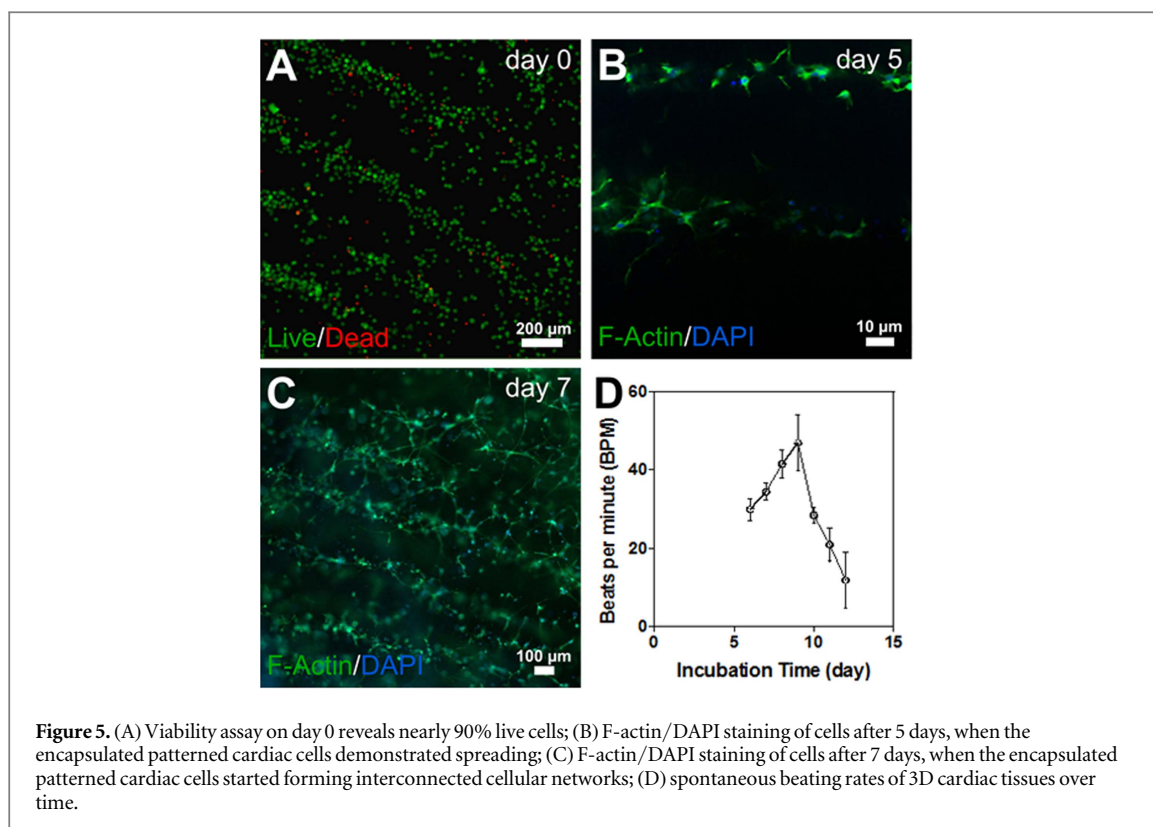 A
day 0
Live/Dead
200 µm
B
day 5
F-Actin/DAPI
10 µm
C
day 7
F-Actin/DAPI
100 µm
D
60
40
20
0
Beats per minute (BPM)
0 5 10 15
Incubation Time (day)
Figure 5. (A) Viability assay on day 0 reveals nearly 90% live cells; (B) F-actin/DAPI staining of cells after 5 days, when the
encapsulated patterned cardiac cells demonstrated spreading; (C) F-actin/DAPI staining of cells after 7 days, when the encapsulated
patterned cardiac cells started forming interconnected cellular networks; (D) spontaneous beating rates of 3D cardiac tissues over
time.